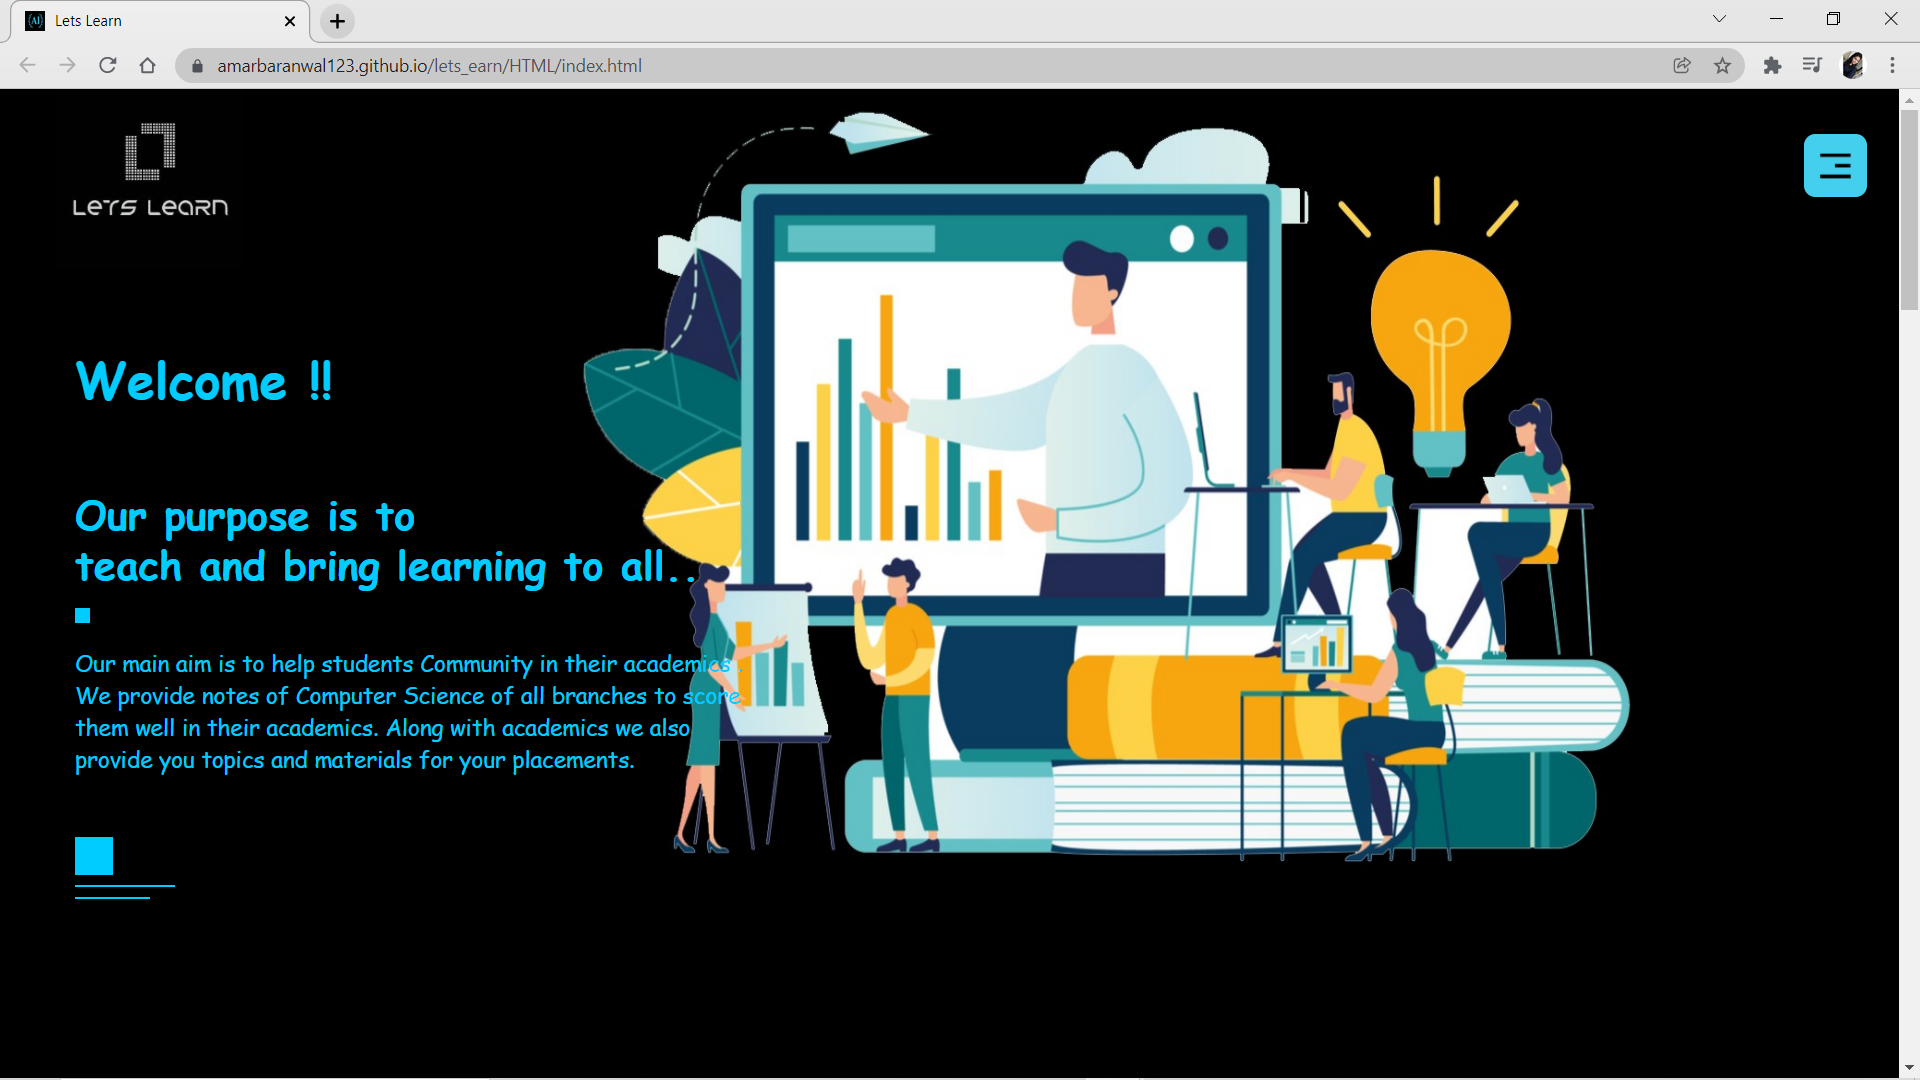 Lets Learn
amarbaranwal123.github.io/lets_earn/HTML/index.html
LETS LEARN
Welcome !!
Our purpose is to
teach and bring learning to all..
Our main aim is to help students Community in their academics .
We provide notes of Computer Science of all branches to score
them well in their academics. Along with academics we also
provide you topics and materials for your placements.